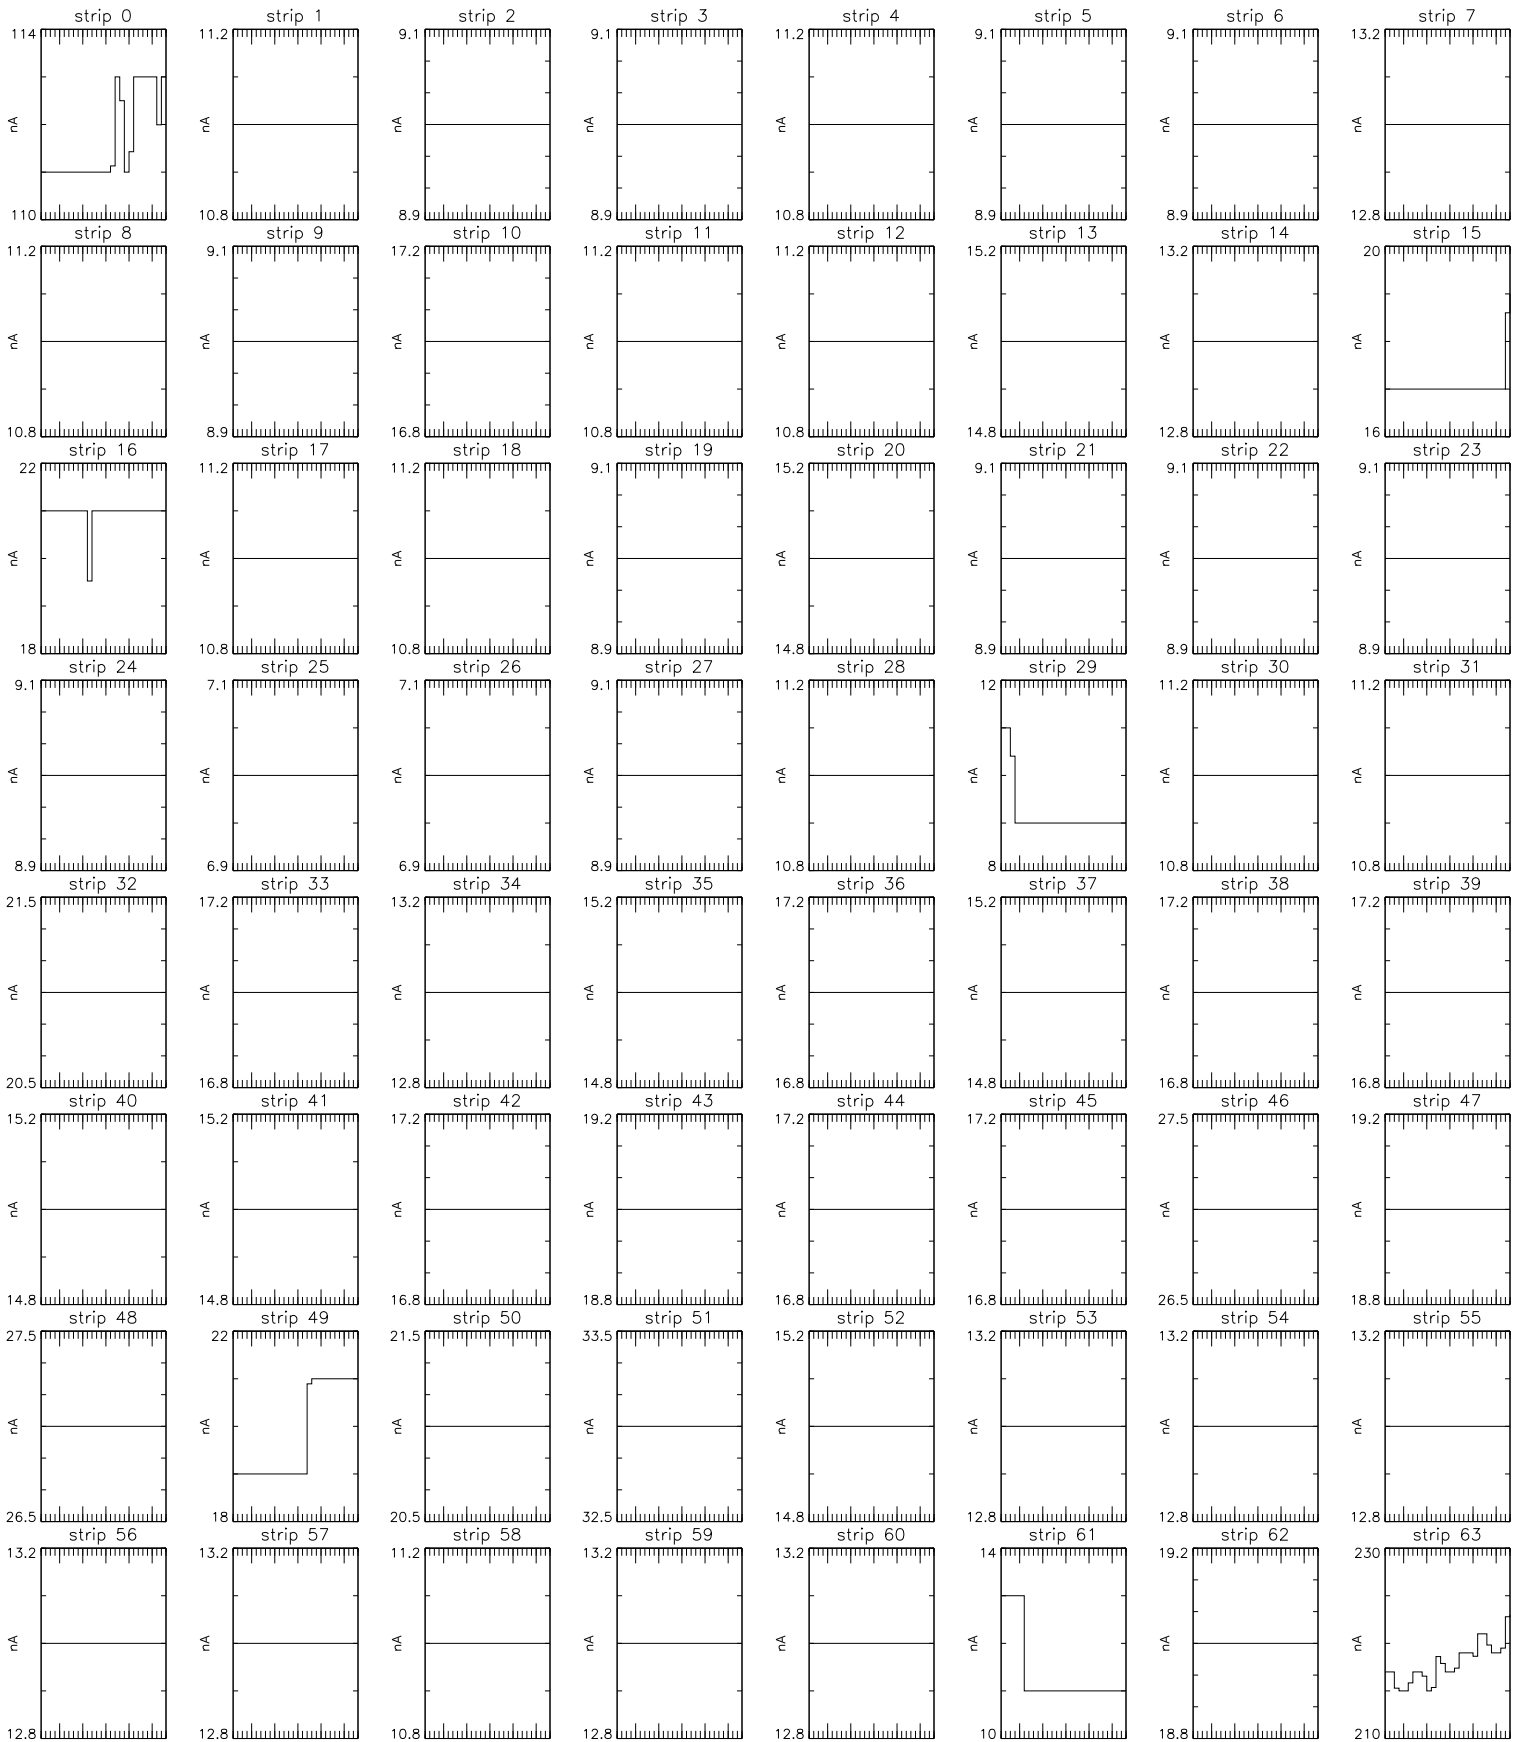 strip 0 strip 1 strip 2 strip 3 strip 4 strip 5 strip 6 strip 7
114 11.2 9.1 9.1 11.2 9.1 9.1 13.2
nA nA nA nA nA nA nA nA
110 10.8 8.9 8.9 10.8 8.9 8.9 12.8
strip 8 strip 9 strip 10 strip 11 strip 12 strip 13 strip 14 strip 15
11.2 9.1 17.2 11.2 11.2 15.2 13.2 20
nA nA nA nA nA nA nA nA
10.8 8.9 16.8 10.8 10.8 14.8 12.8 16
strip 16 strip 17 strip 18 strip 19 strip 20 strip 21 strip 22 strip 23
22 11.2 11.2 9.1 15.2 9.1 9.1 9.1
nA nA nA nA nA nA nA nA
18 10.8 10.8 8.9 14.8 8.9 8.9 8.9
strip 24 strip 25 strip 26 strip 27 strip 28 strip 29 strip 30 strip 31
9.1 7.1 7.1 9.1 11.2 12 11.2 11.2
nA nA nA nA nA nA nA nA
8.9 6.9 6.9 8.9 10.8 8 10.8 10.8
strip 32 strip 33 strip 34 strip 35 strip 36 strip 37 strip 38 strip 39
21.5 17.2 13.2 15.2 17.2 15.2 17.2 17.2
nA nA nA nA nA nA nA nA
20.5 16.8 12.8 14.8 16.8 14.8 16.8 16.8
strip 40 strip 41 strip 42 strip 43 strip 44 strip 45 strip 46 strip 47
15.2 15.2 17.2 19.2 17.2 17.2 27.5 19.2
nA nA nA nA nA nA nA nA
14.8 14.8 16.8 18.8 16.8 16.8 26.5 18.8
strip 48 strip 49 strip 50 strip 51 strip 52 strip 53 strip 54 strip 55
27.5 22 21.5 33.5 15.2 13.2 13.2 13.2
nA nA nA nA nA nA nA nA
26.5 18 20.5 32.5 14.8 12.8 12.8 12.8
strip 56 strip 57 strip 58 strip 59 strip 60 strip 61 strip 62 strip 63
13.2 13.2 11.2 13.2 13.2 14 19.2 230
nA nA nA nA nA nA nA nA
12.8 12.8 10.8 12.8 12.8 10 18.8 210